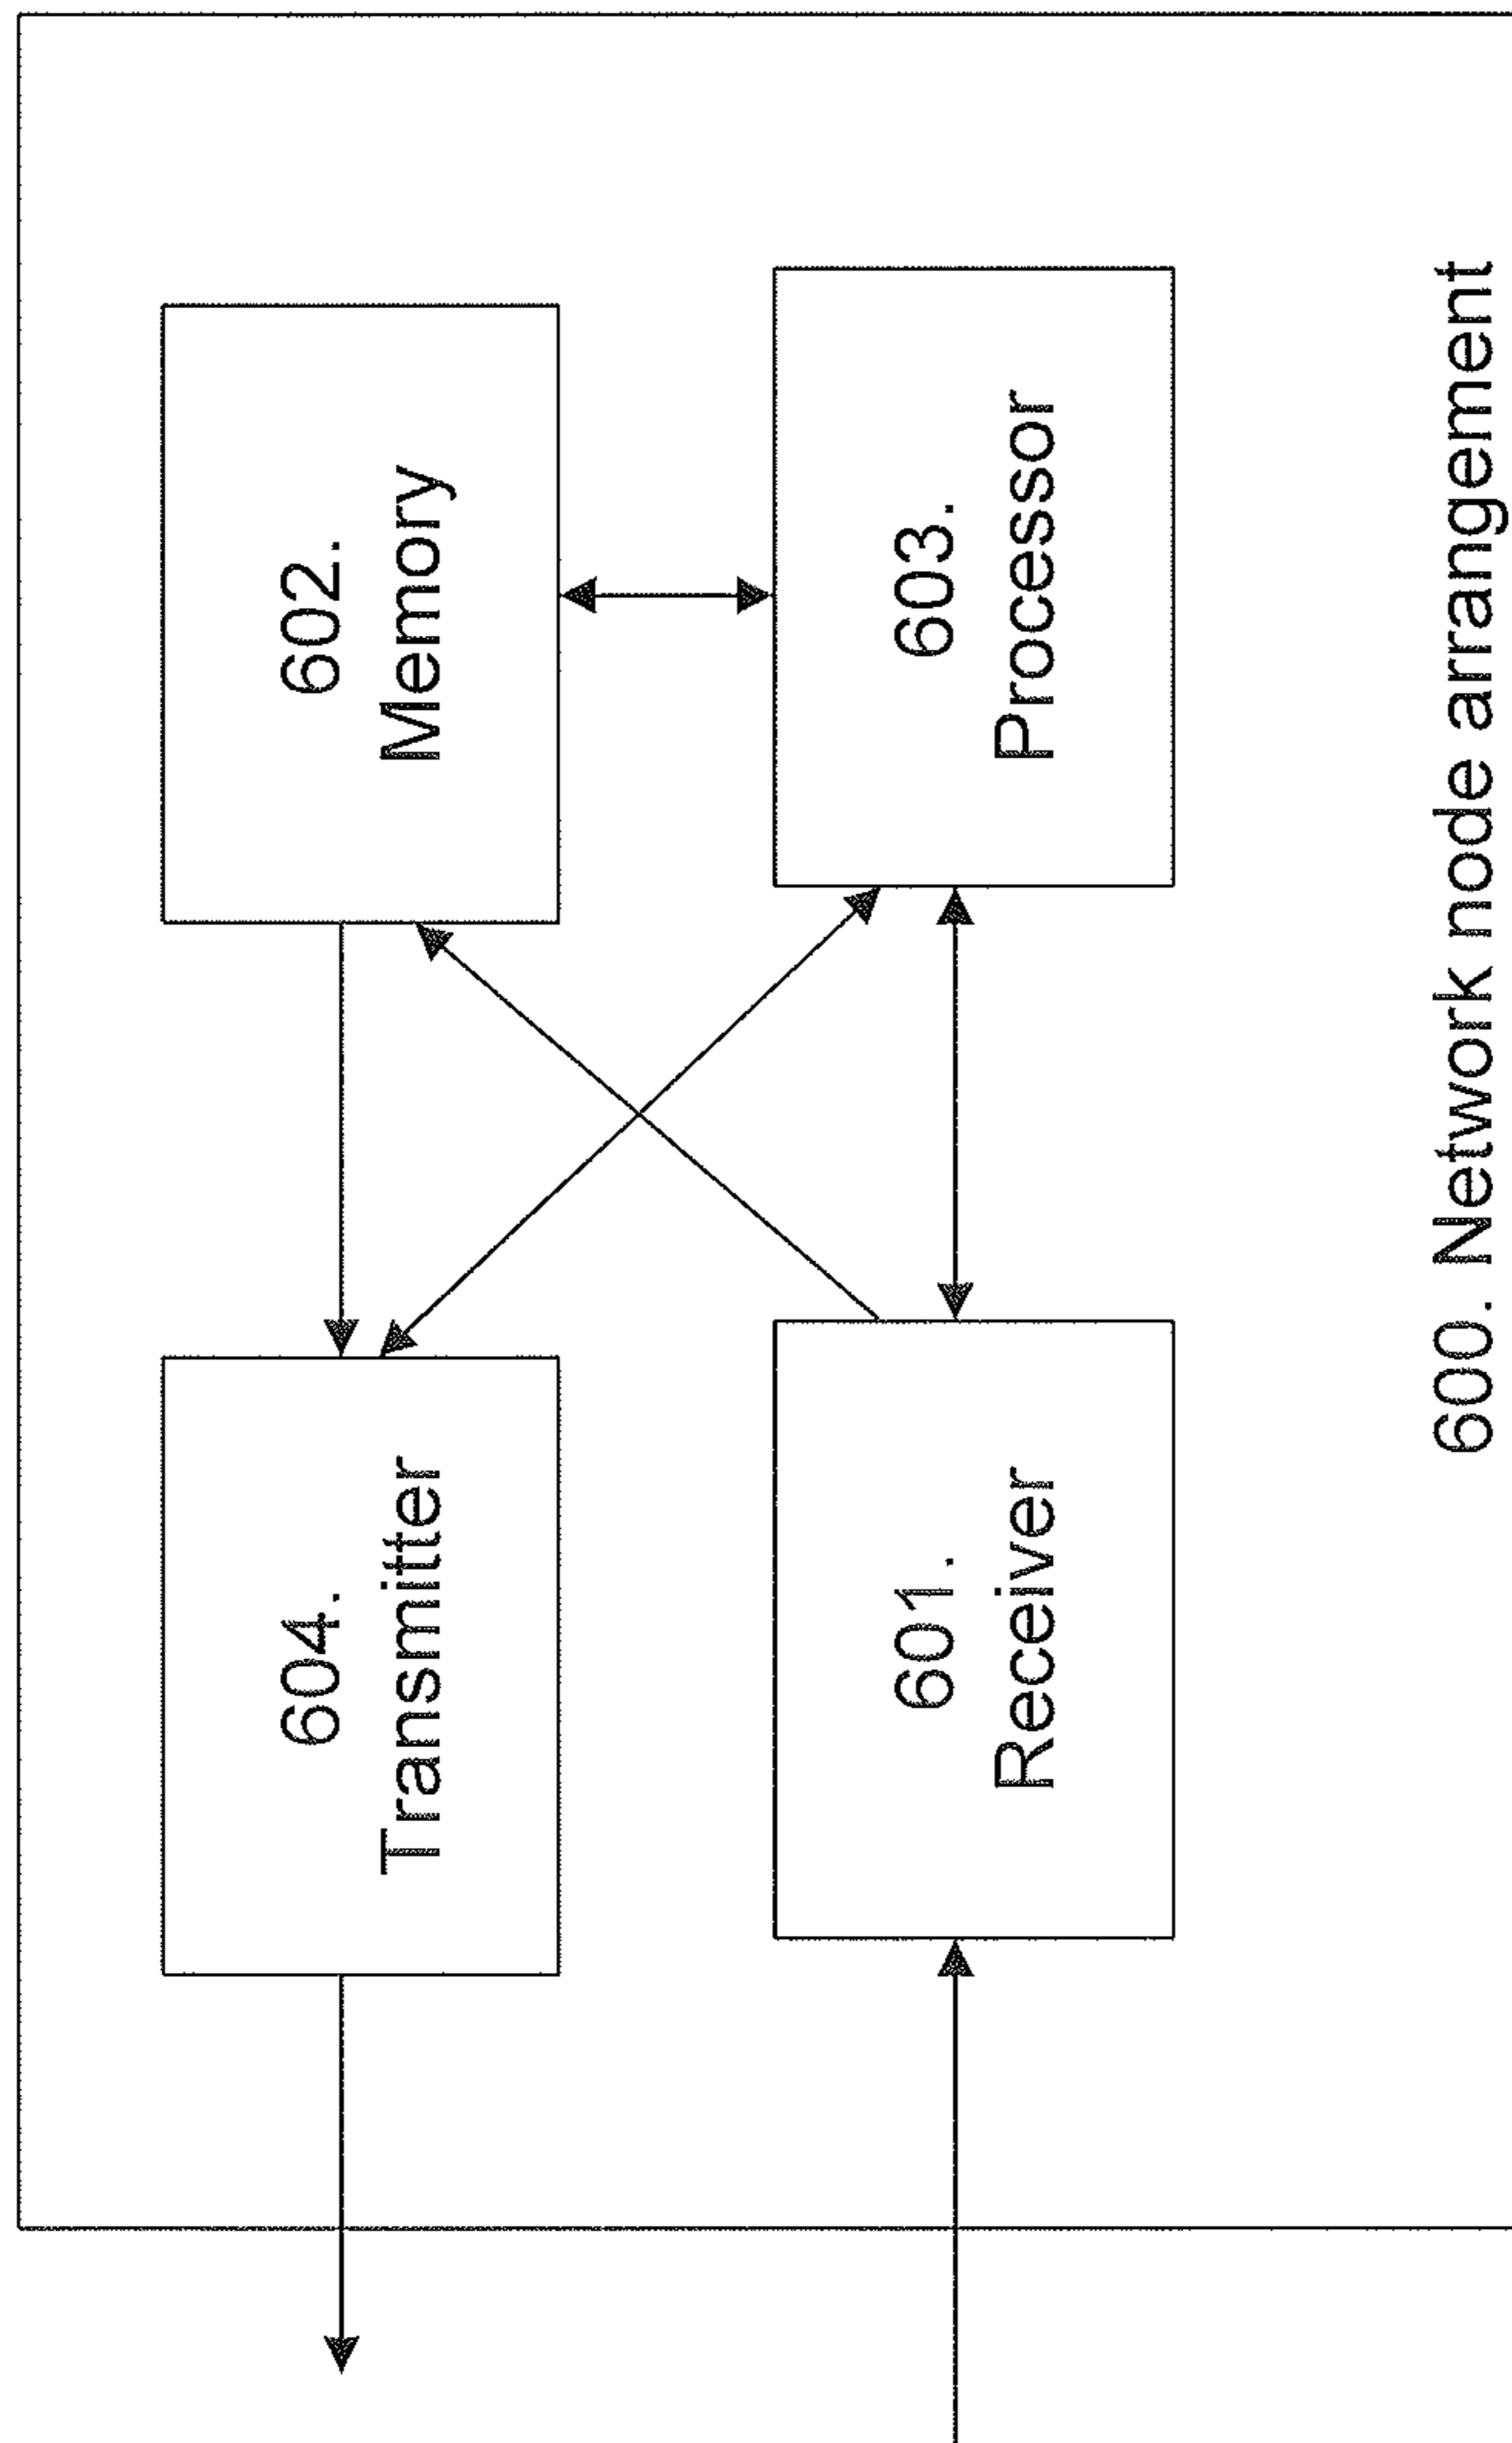 604.
Transmitter
602.
Memory
601.
Receiver
603.
Processor
600. Network node arrangement